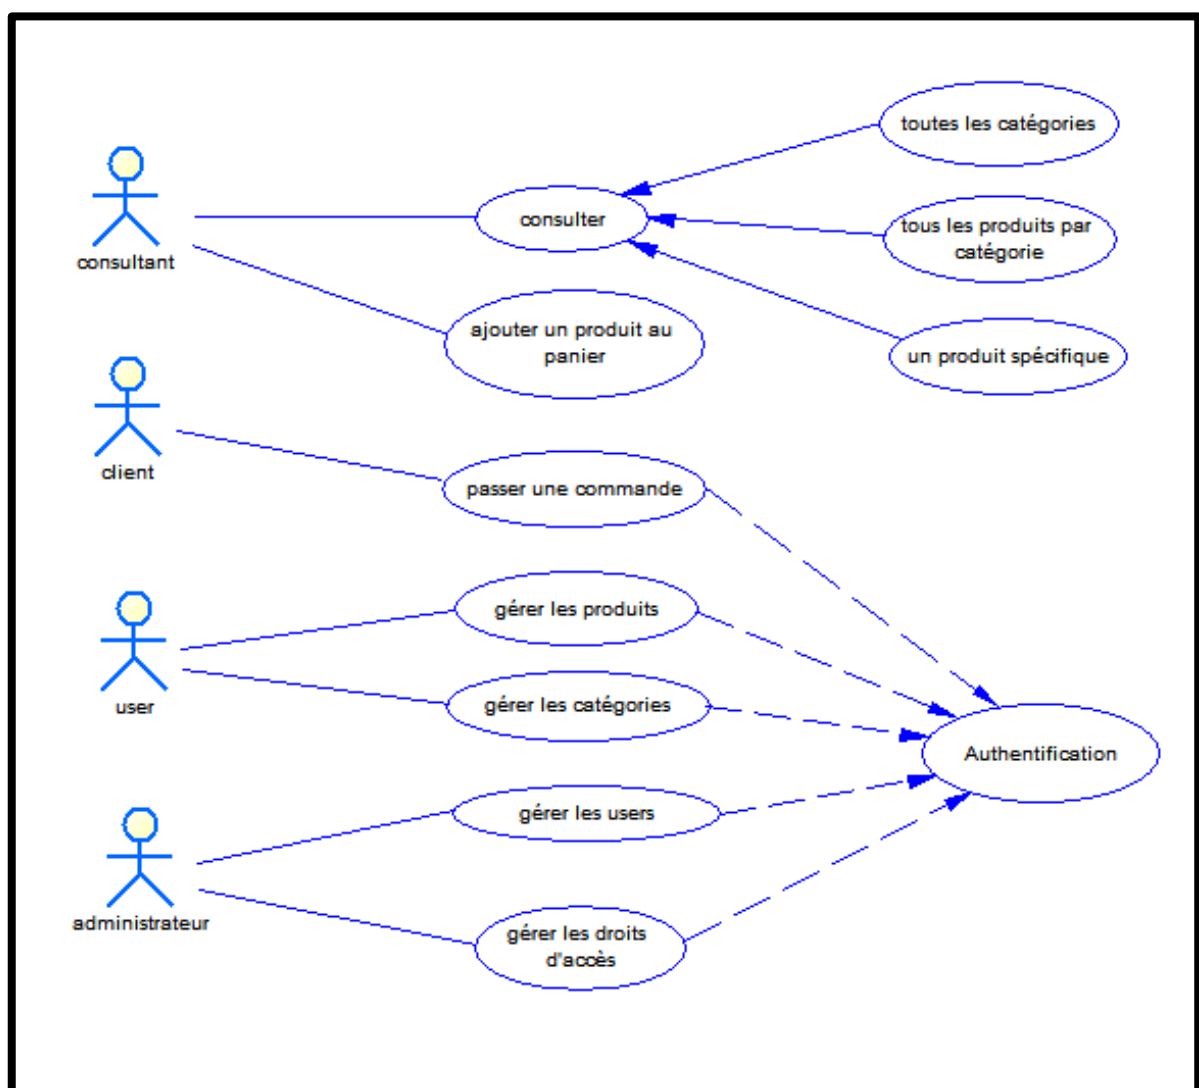 toutes les catégories
consulter
tous les produits par
catégorie
consultant
ajouter un produit au
panier
un produit spécifique
client
passer une commande
gérer les produits
user
gérer les catégories
Authentification
gérer les users
administrateur
gérer les droits
d'accès